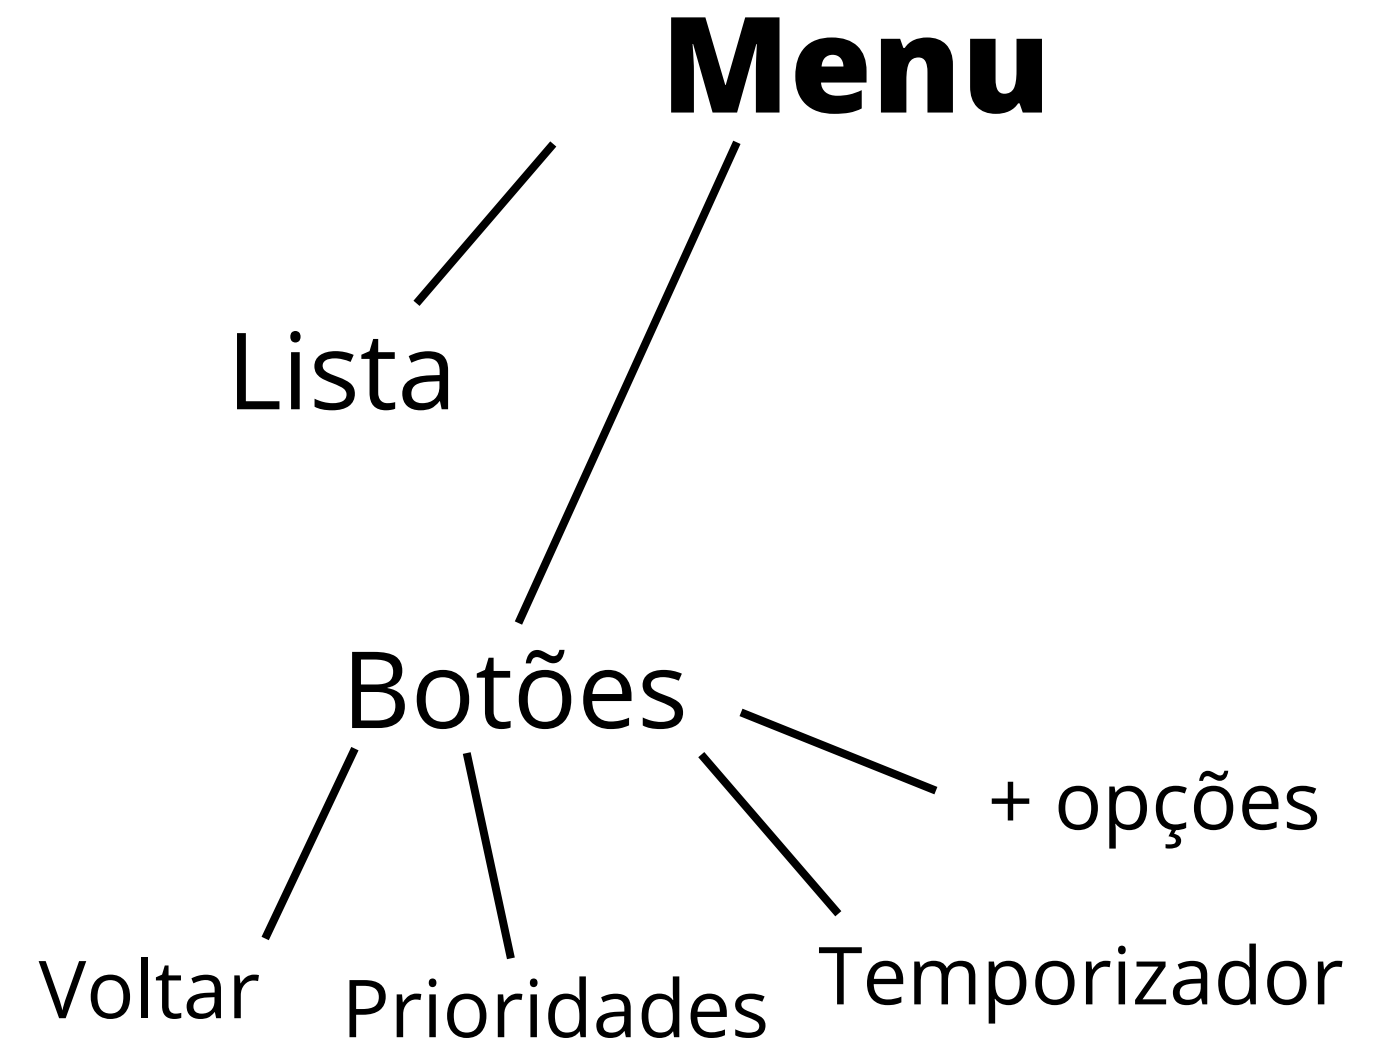 Menu
Lista
Botões
+ opções
Voltar
Prioridades
Temporizador